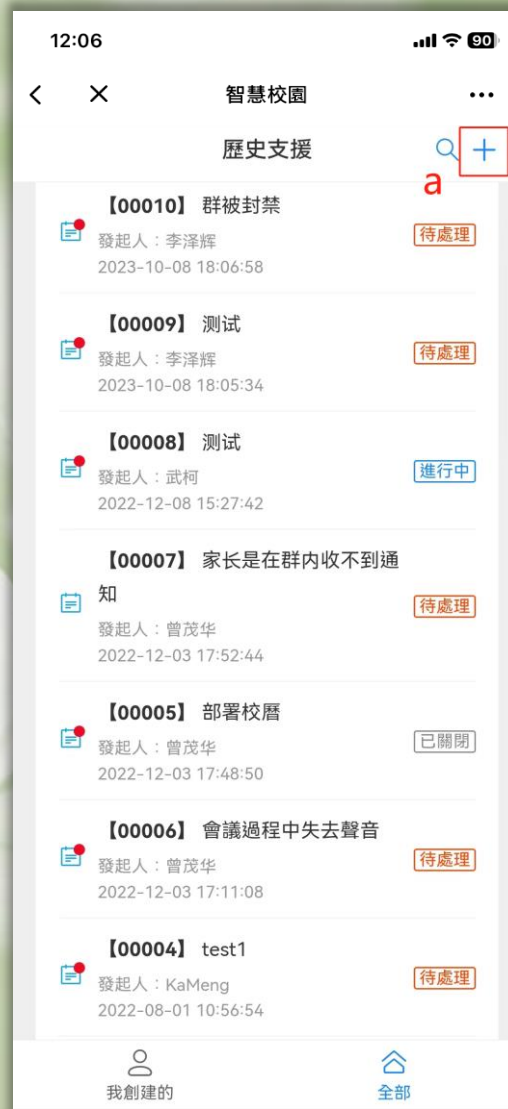 12:06
90
智慧校園
歷史支援
a
【00010】 群被封禁
發起人：李泽辉
待處理
2023-10-08 18:06:58
【00009】 测试
發起人：李泽辉
待處理
2023-10-08 18:05:34
【00008】 测试
發起人：武柯
進行中
2022-12-08 15:27:42
【00007】 家长是在群内收不到通
知
待處理
發起人：曾茂华
2022-12-03 17:52:44
【00005】 部署校曆
發起人：曾茂华
已關閉
2022-12-03 17:48:50
【00006】 會議過程中失去聲音
發起人：曾茂华
待處理
2022-12-03 17:11:08
【00004】 test1
發起人：KaMeng
待處理
2022-08-01 10:56:54
我創建的
全部